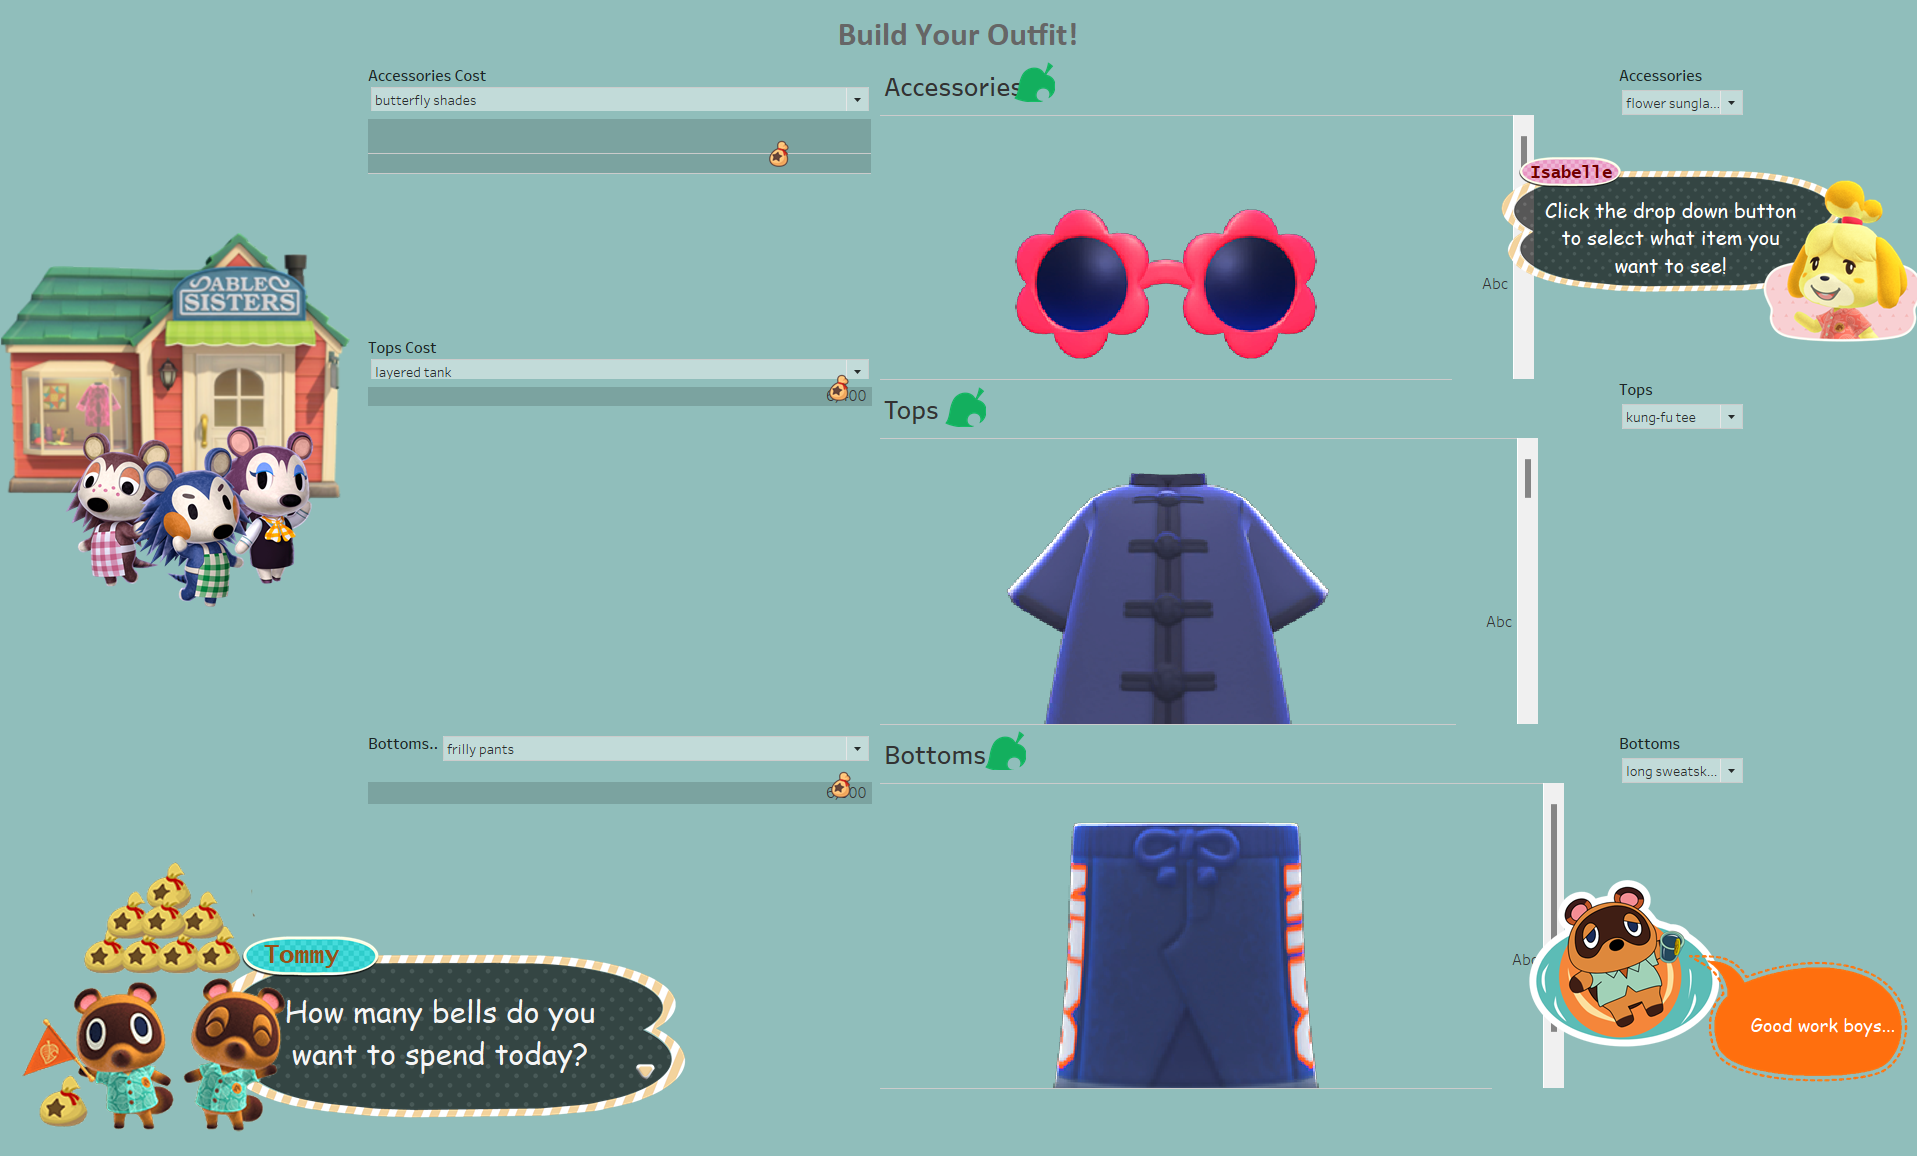 Build Your Outfit!
Accessories Cost
butterfly shades
Accessories
Accessories
flower sungla...
Isabelle
Click the drop down button
to select what item you
want to see!
Abc
ABLE
SISTERS
Tops Cost
layered tank
Tops
Tops
kung-fu tee
Abc
Bottoms..
frilly pants
Bottoms
Bottoms
long sweatsk...
Abc
Tommy
How many bells do you
want to spend today?
Good work boys...